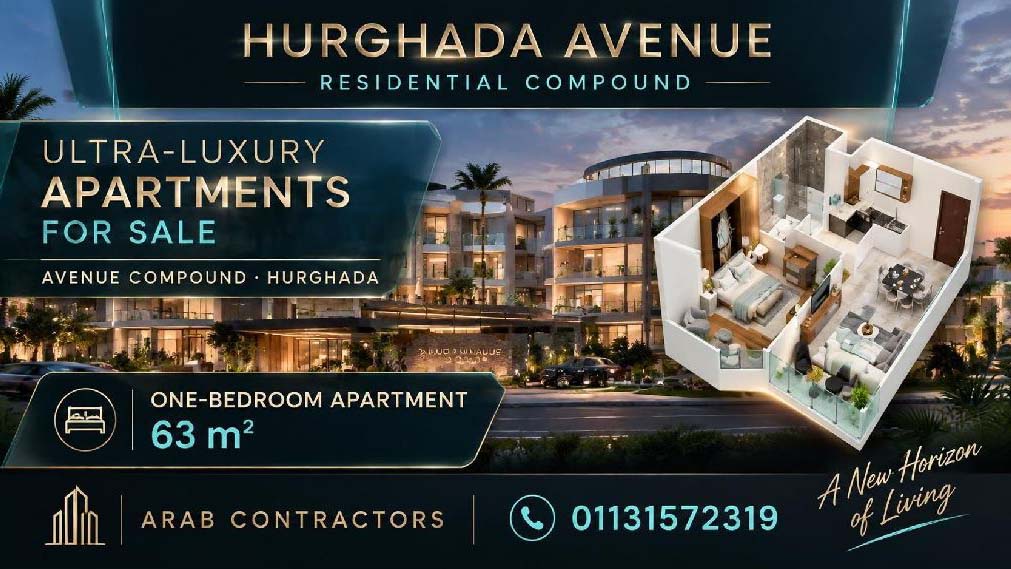 HURGHADA AVENUE
RESIDENTIAL COMPOUND
ULTRA-LUXURY
APARTMENTS
FOR SALE
AVENUE COMPOUND · HURGHADA
ONE-BEDROOM APARTMENT
63 m²
ARAB CONTRACTORS
01131572319
A New Horizon
of Living